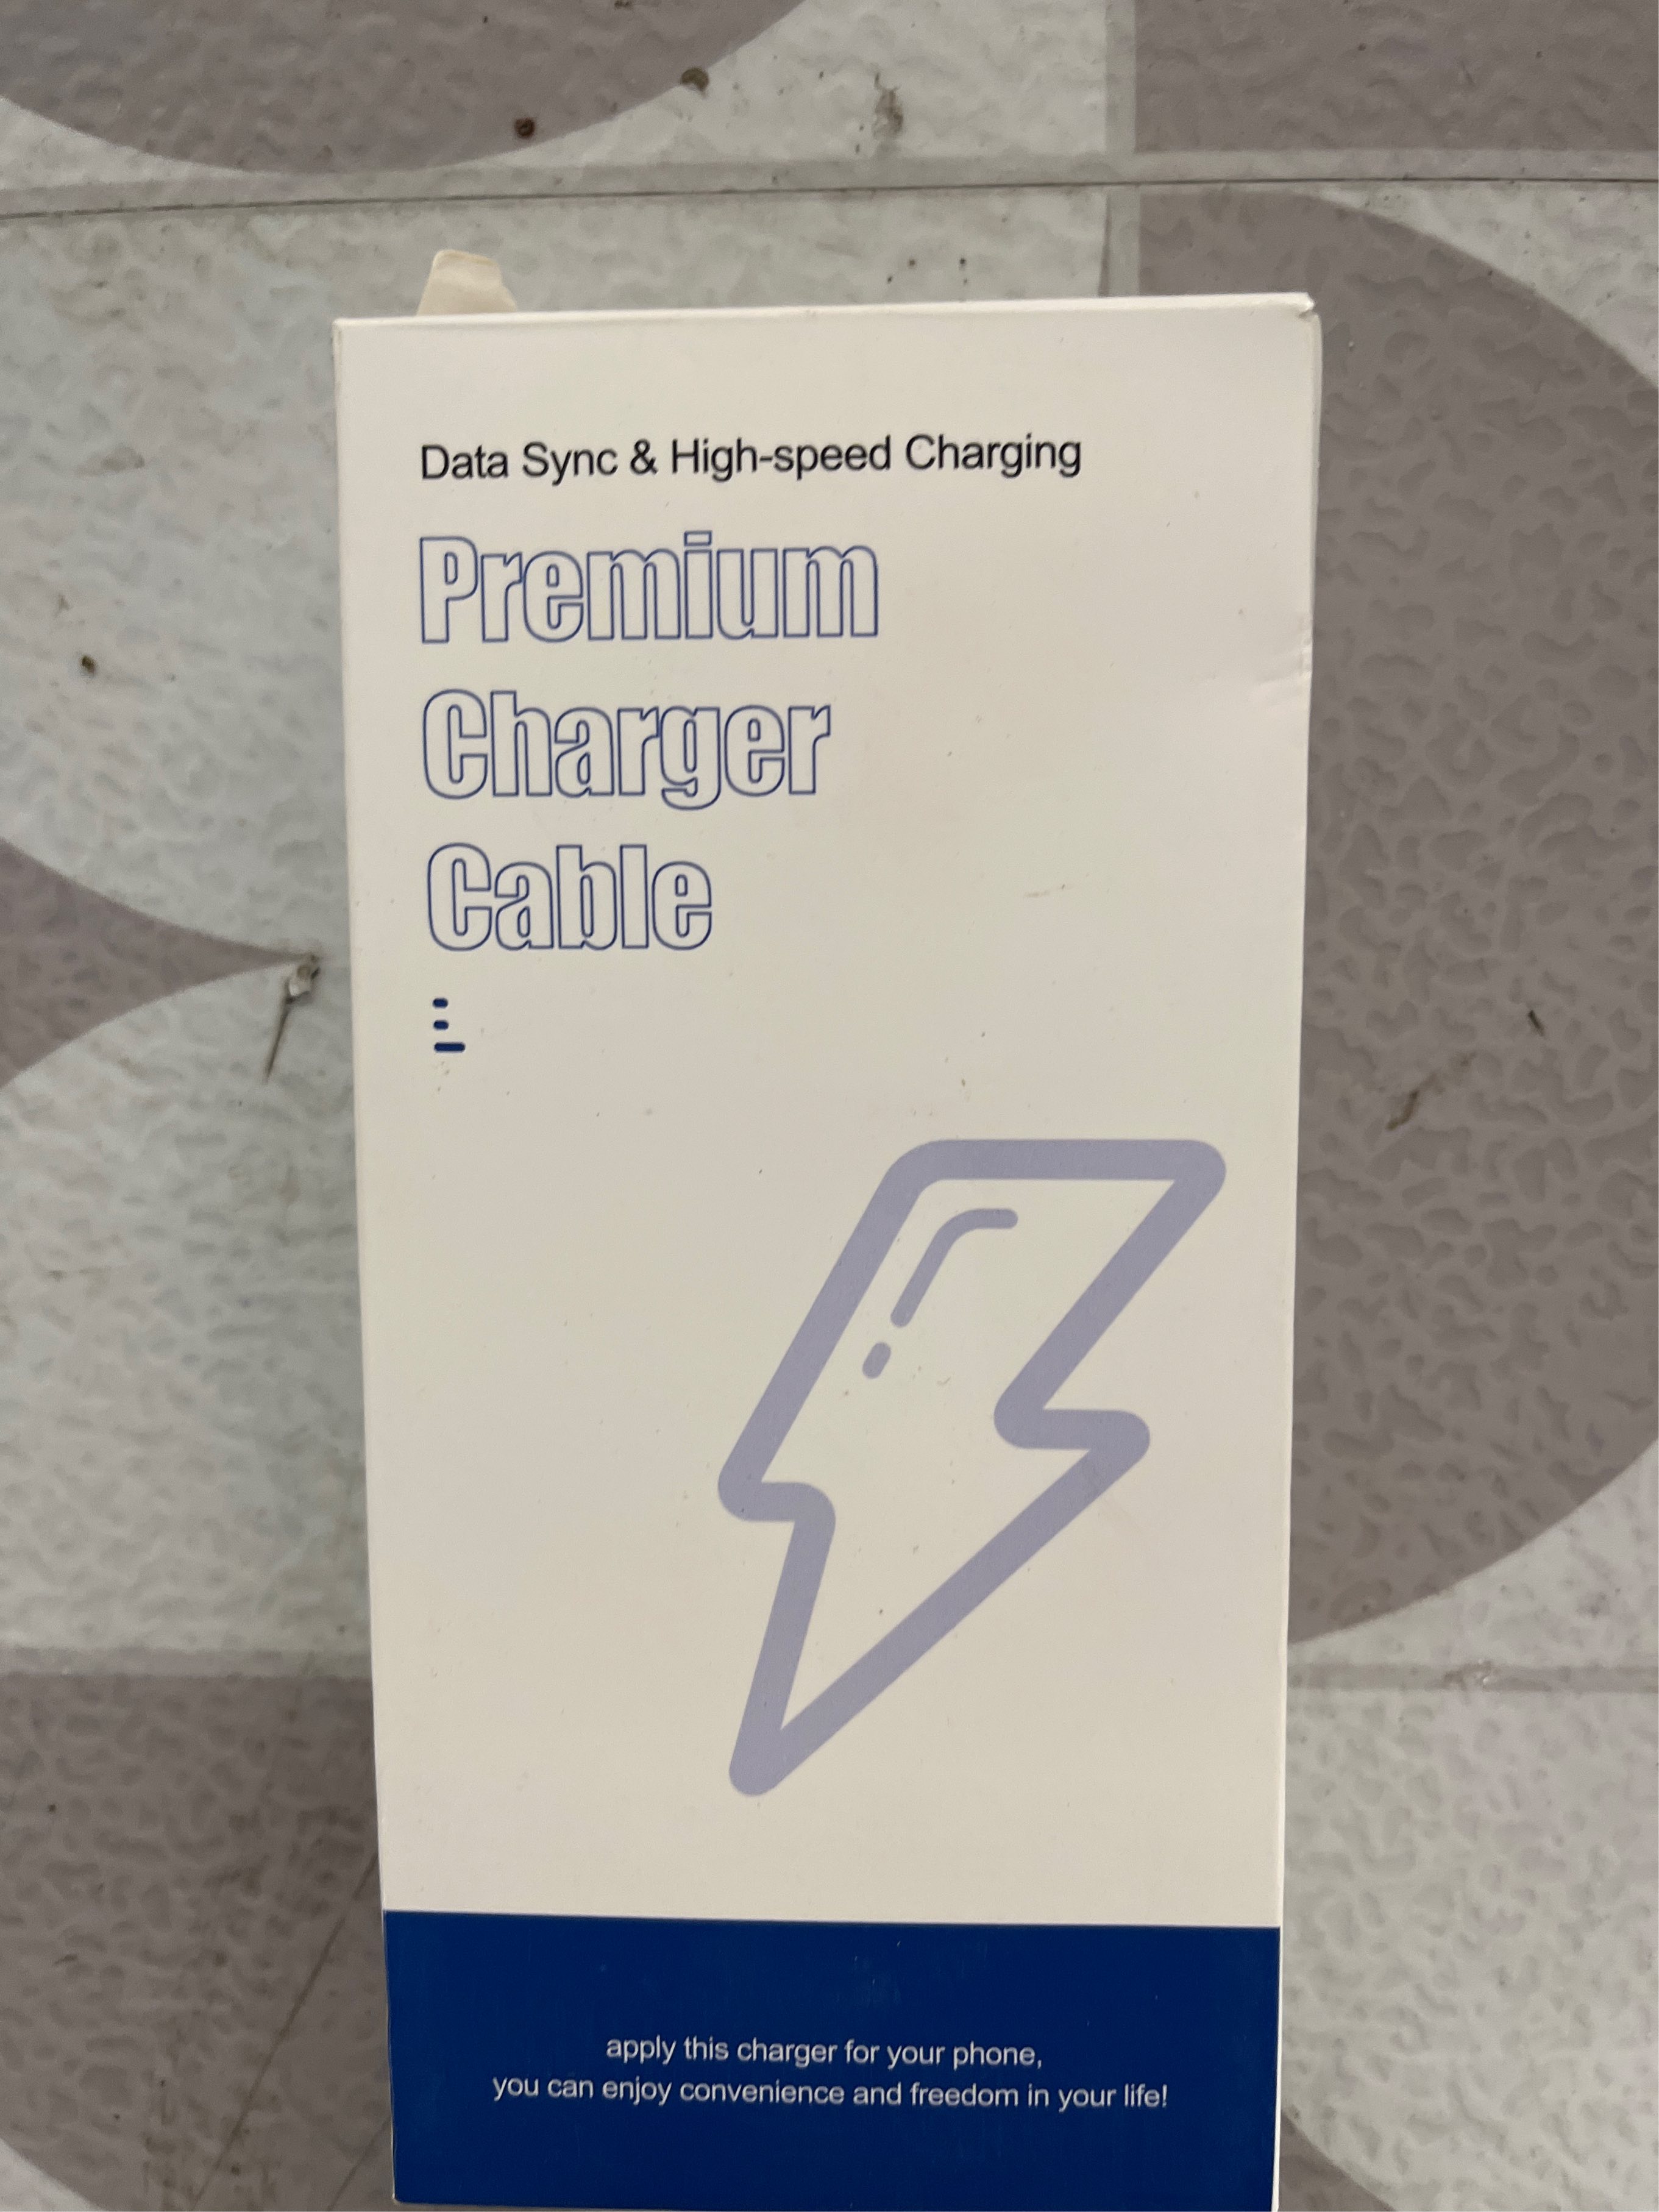 Data Sync & High-speed Charging
Premium
Charger
Cable
apply this charger for your phone,
you can enjoy convenience and freedom in your life!